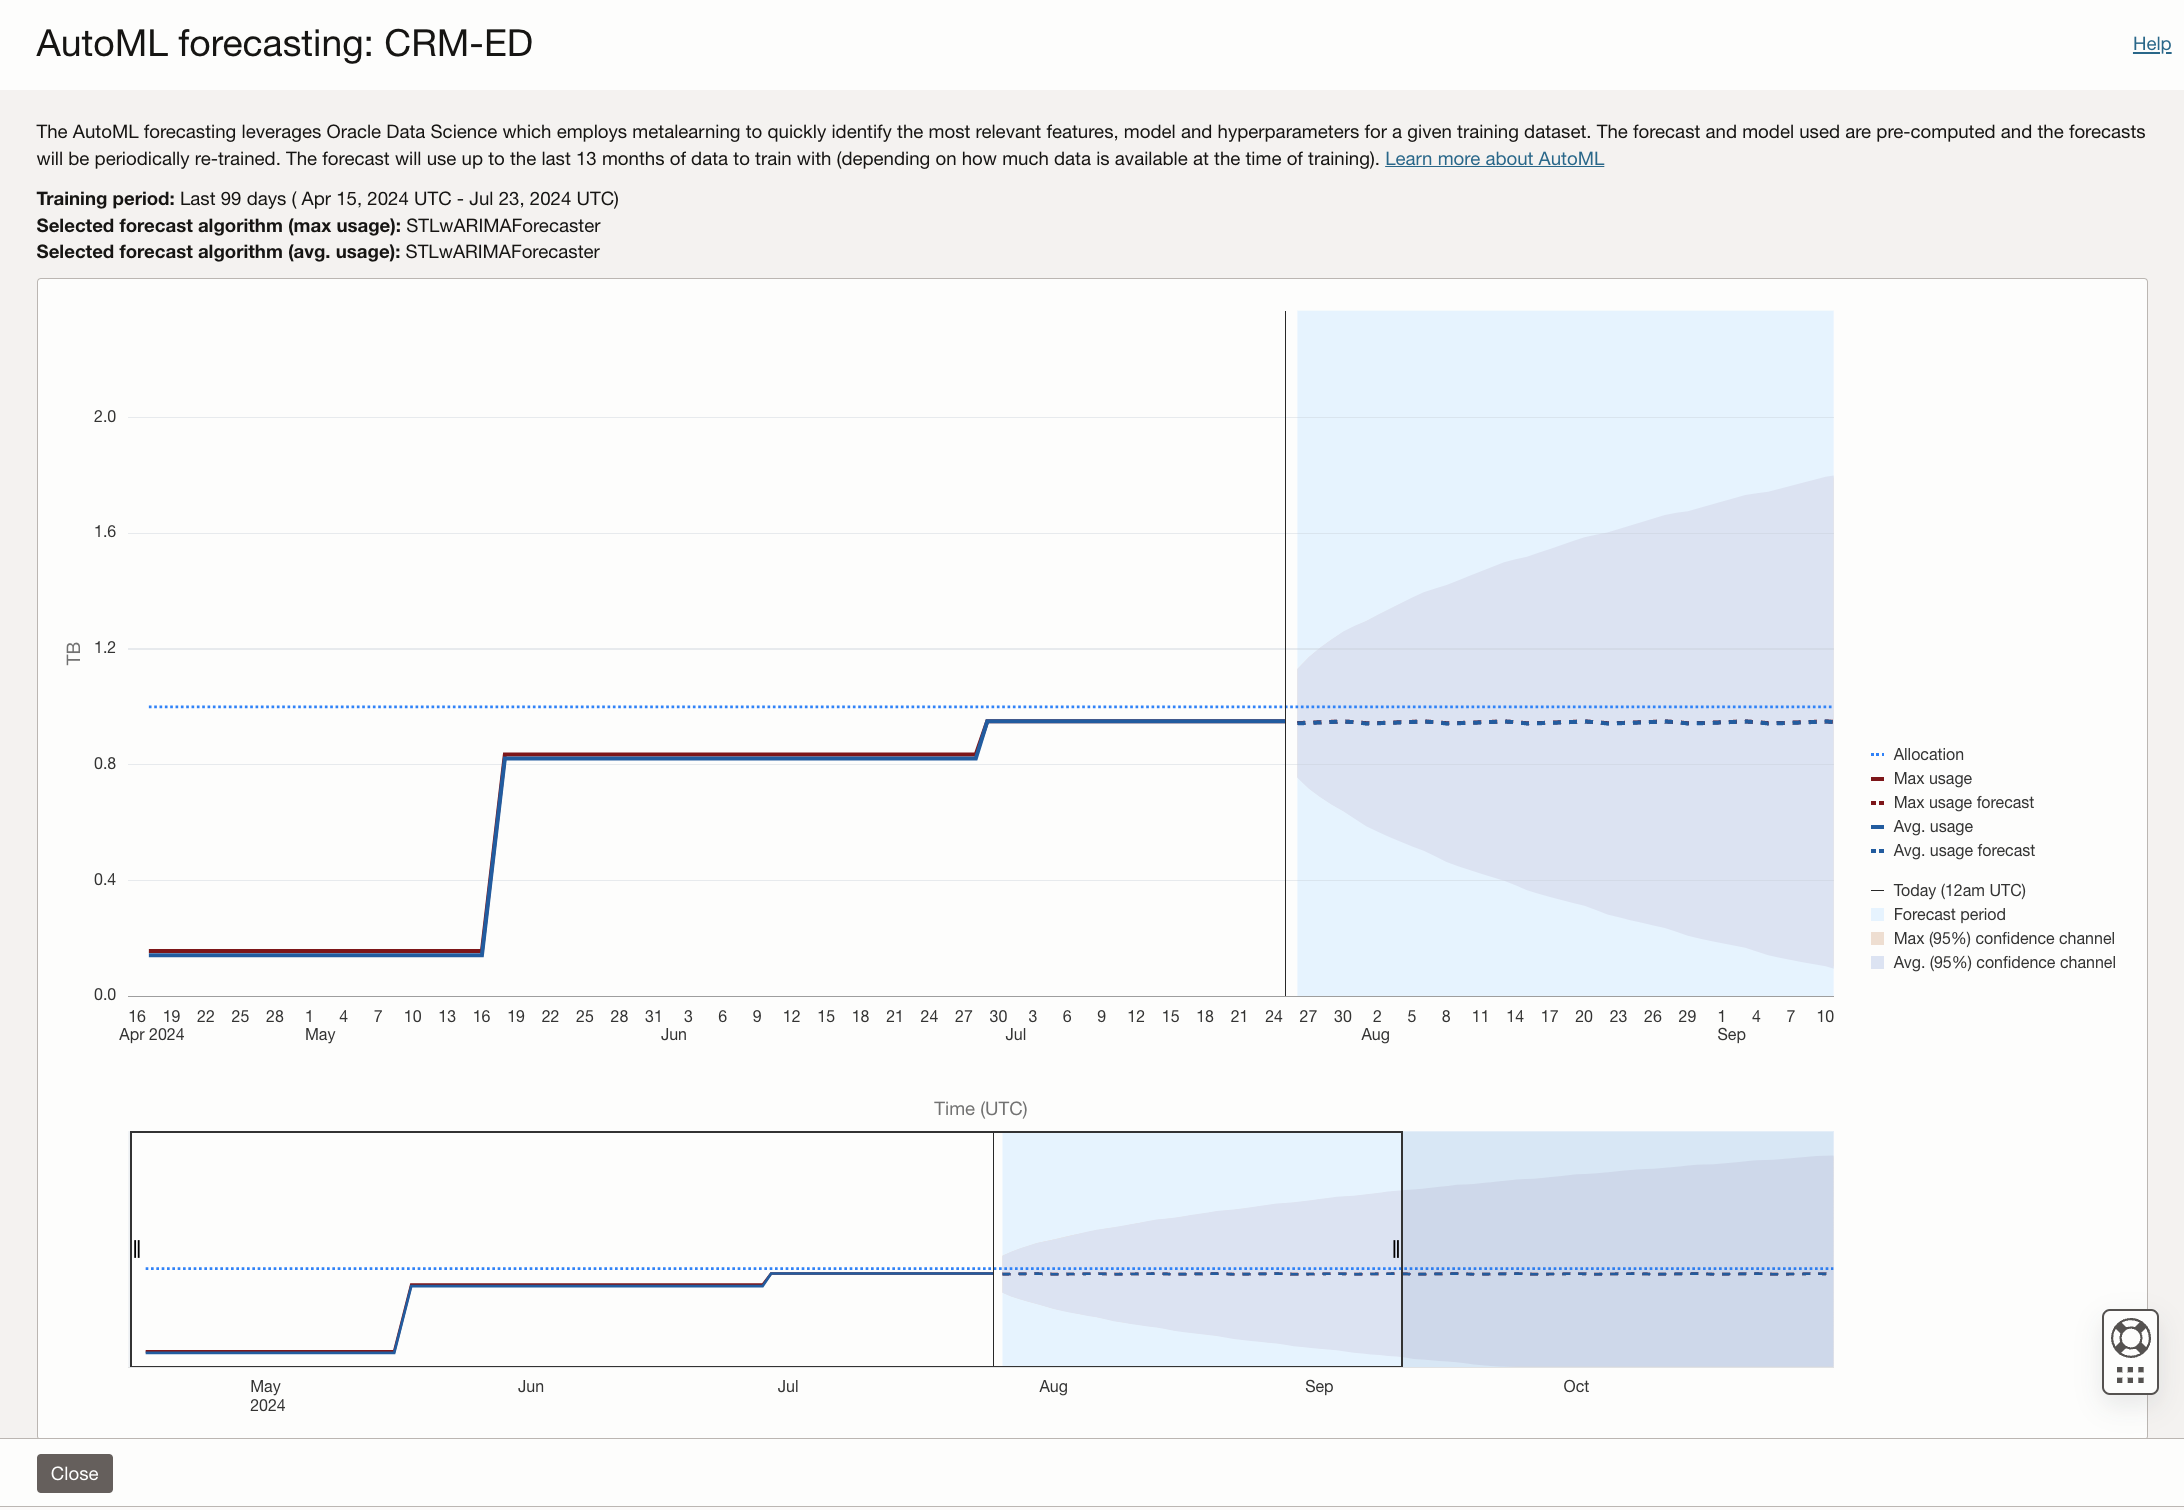 AutoML forecasting: CRM-ED
Help
The AutoML forecasting leverages Oracle Data Science which employs metalearning to quickly identify the most relevant features, model and hyperparameters for a given training dataset. The forecast and model used are pre-computed and the forecasts
will be periodically re-trained. The forecast will use up to the last 13 months of data to train with (depending on how much data is available at the time of training). Learn more about AutoML
Training period: Last 99 days ( Apr 15, 2024 UTC - Jul 23, 2024 UTC)
Selected forecast algorithm (max usage): STLwARIMAForecaster
Selected forecast algorithm (avg. usage): STLwARIMAForecaster
2.0
1.6
1.2
TB
0.8
0.4
0.0
16 19 22 25 28 1 4 7 10 13 16 19 22 25 28 31 3 6 9 12 15 18 21 24 27 30 3 6 9 12 15 18 21 24 27 30 2 5 8 11 14 17 20 23 26 29 1 4 7 10
Apr 2024 May Jun Jul Aug Sep
Allocation
Max usage
Max usage forecast
Avg. usage
Avg. usage forecast
Today (12am UTC)
Forecast period
Max (95%) confidence channel
Avg. (95%) confidence channel
Time (UTC)
May Jun Jul Aug Sep Oct
2024
Close